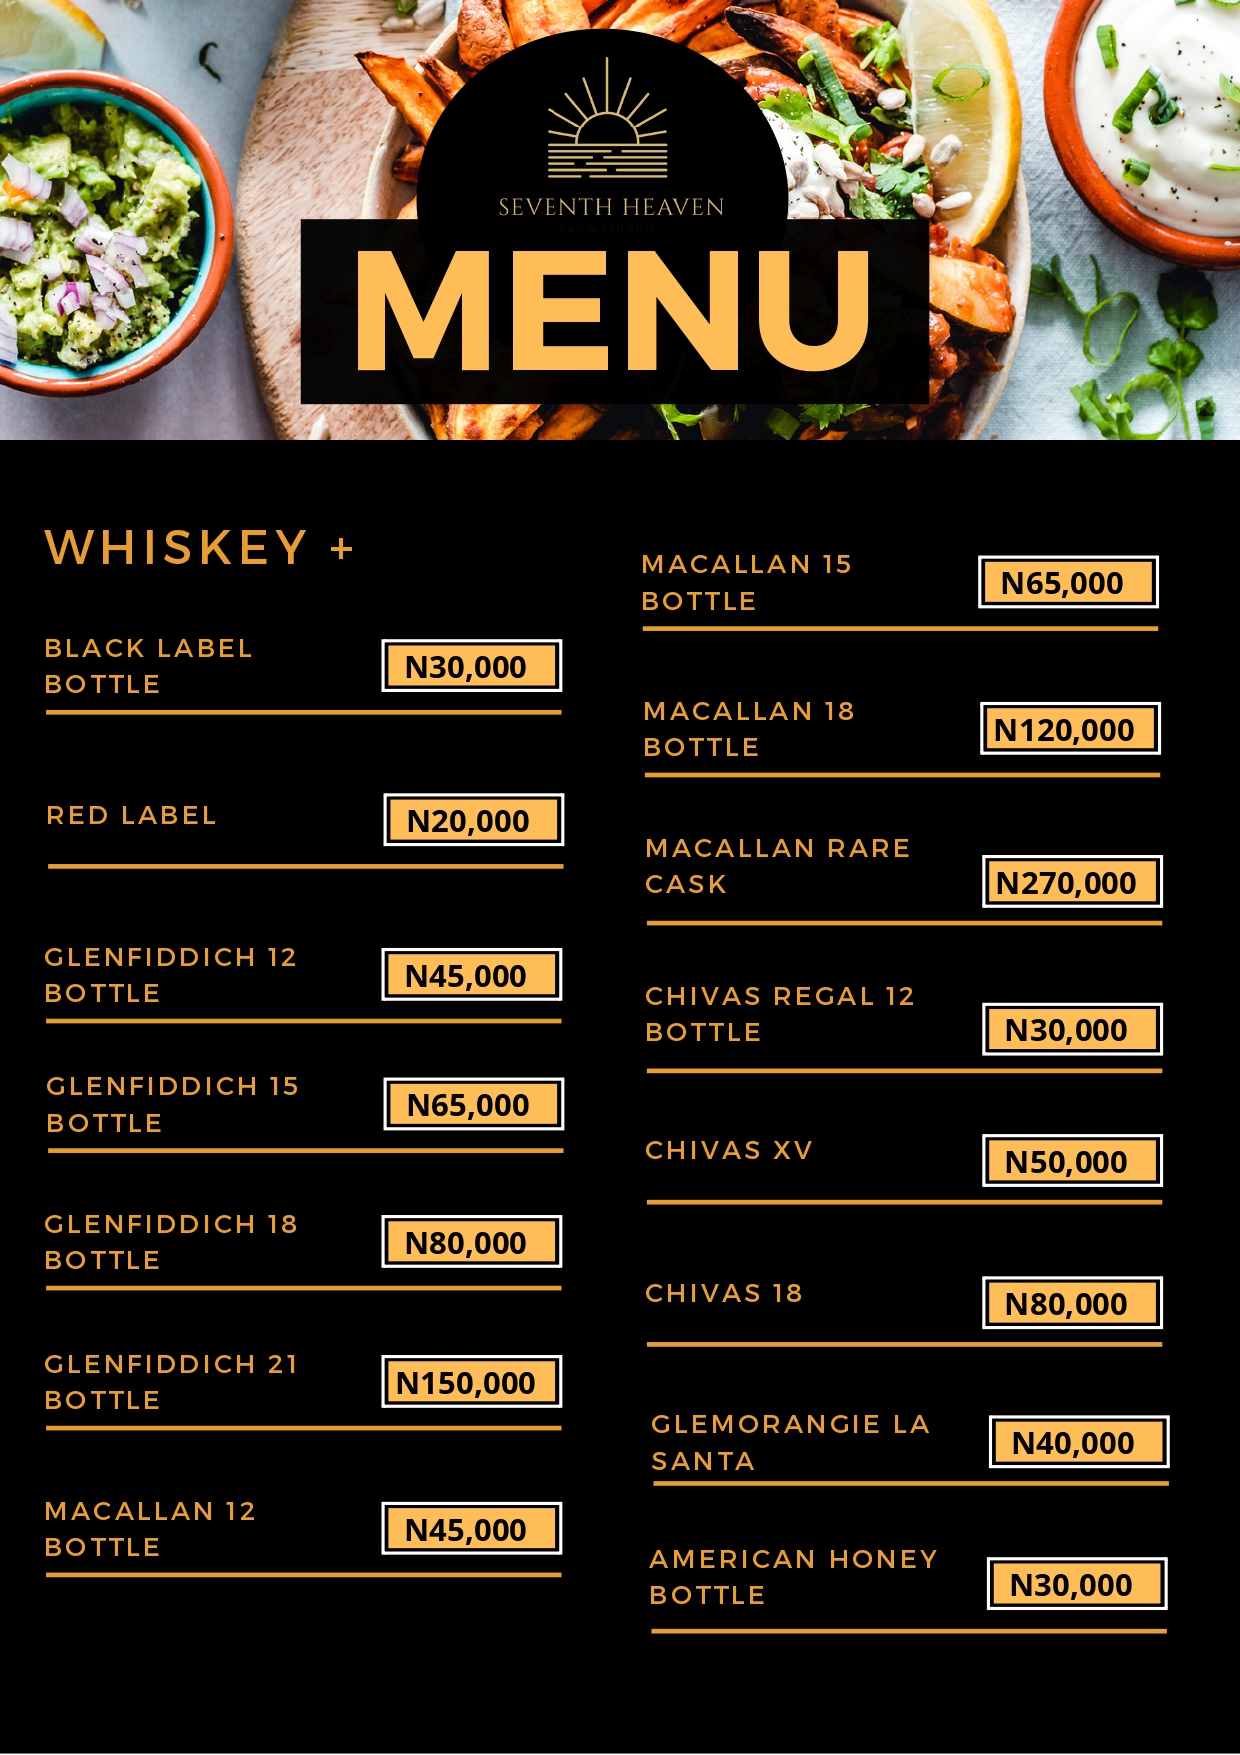 SEVENTH HEAVEN
BAR & LOUNGE
MENU
WHISKEY +
BLACK LABEL
BOTTLE
N30,000
RED LABEL
N20,000
GLENFIDDICH 12
BOTTLE
N45,000
GLENFIDDICH 15
BOTTLE
N65,000
GLENFIDDICH 18
BOTTLE
N80,000
GLENFIDDICH 21
BOTTLE
N150,000
MACALLAN 12
BOTTLE
N45,000
MACALLAN 15
BOTTLE
N65,000
MACALLAN 18
BOTTLE
N120,000
MACALLAN RARE
CASK
N270,000
CHIVAS REGAL 12
BOTTLE
N30,000
CHIVAS XV
N50,000
CHIVAS 18
N80,000
GLEMORANGIE LA
SANTA
N40,000
AMERICAN HONEY
BOTTLE
N30,000